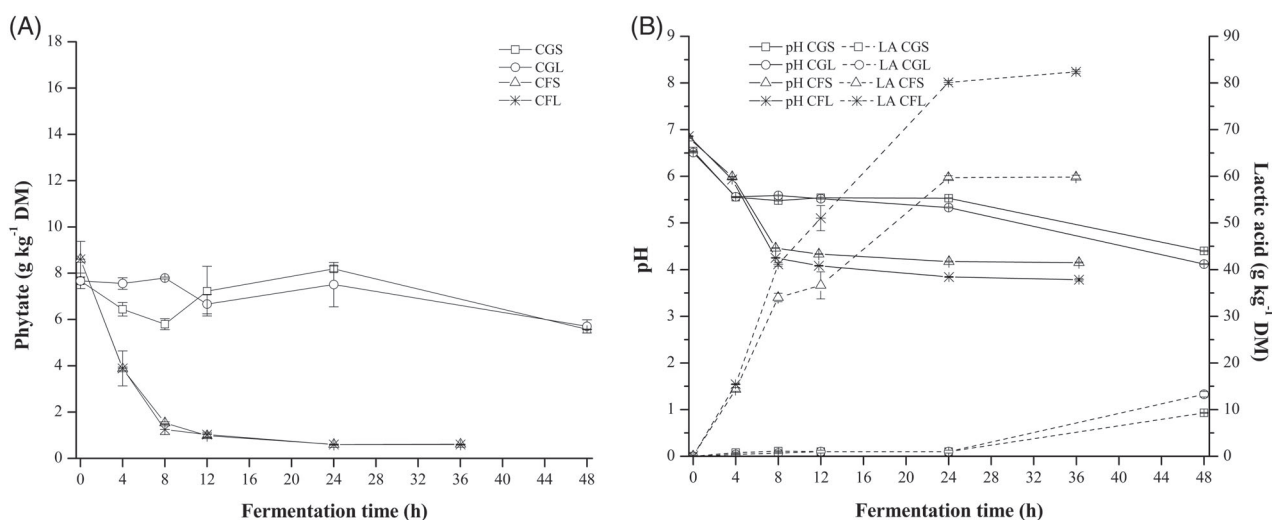 (A)
18
16
14
12
10
8
6
4
2
0
Phytate (g kg-1 DM)
CGS
CGL
CFS
CFL
0 4 8 12 16 20 24 28 32 36 40 44 48
Fermentation time (h)
(B)
9
8
7
6
5
4
3
2
1
0
pH
pH CGS LA CGS
pH CGL LA CGL
pH CFS LA CFS
pH CFL LA CFL
90
80
70
60
50
40
30
20
10
0
Lactic acid (g kg-1 DM)
0 4 8 12 16 20 24 28 32 36 40 44 48
Fermentation time (h)